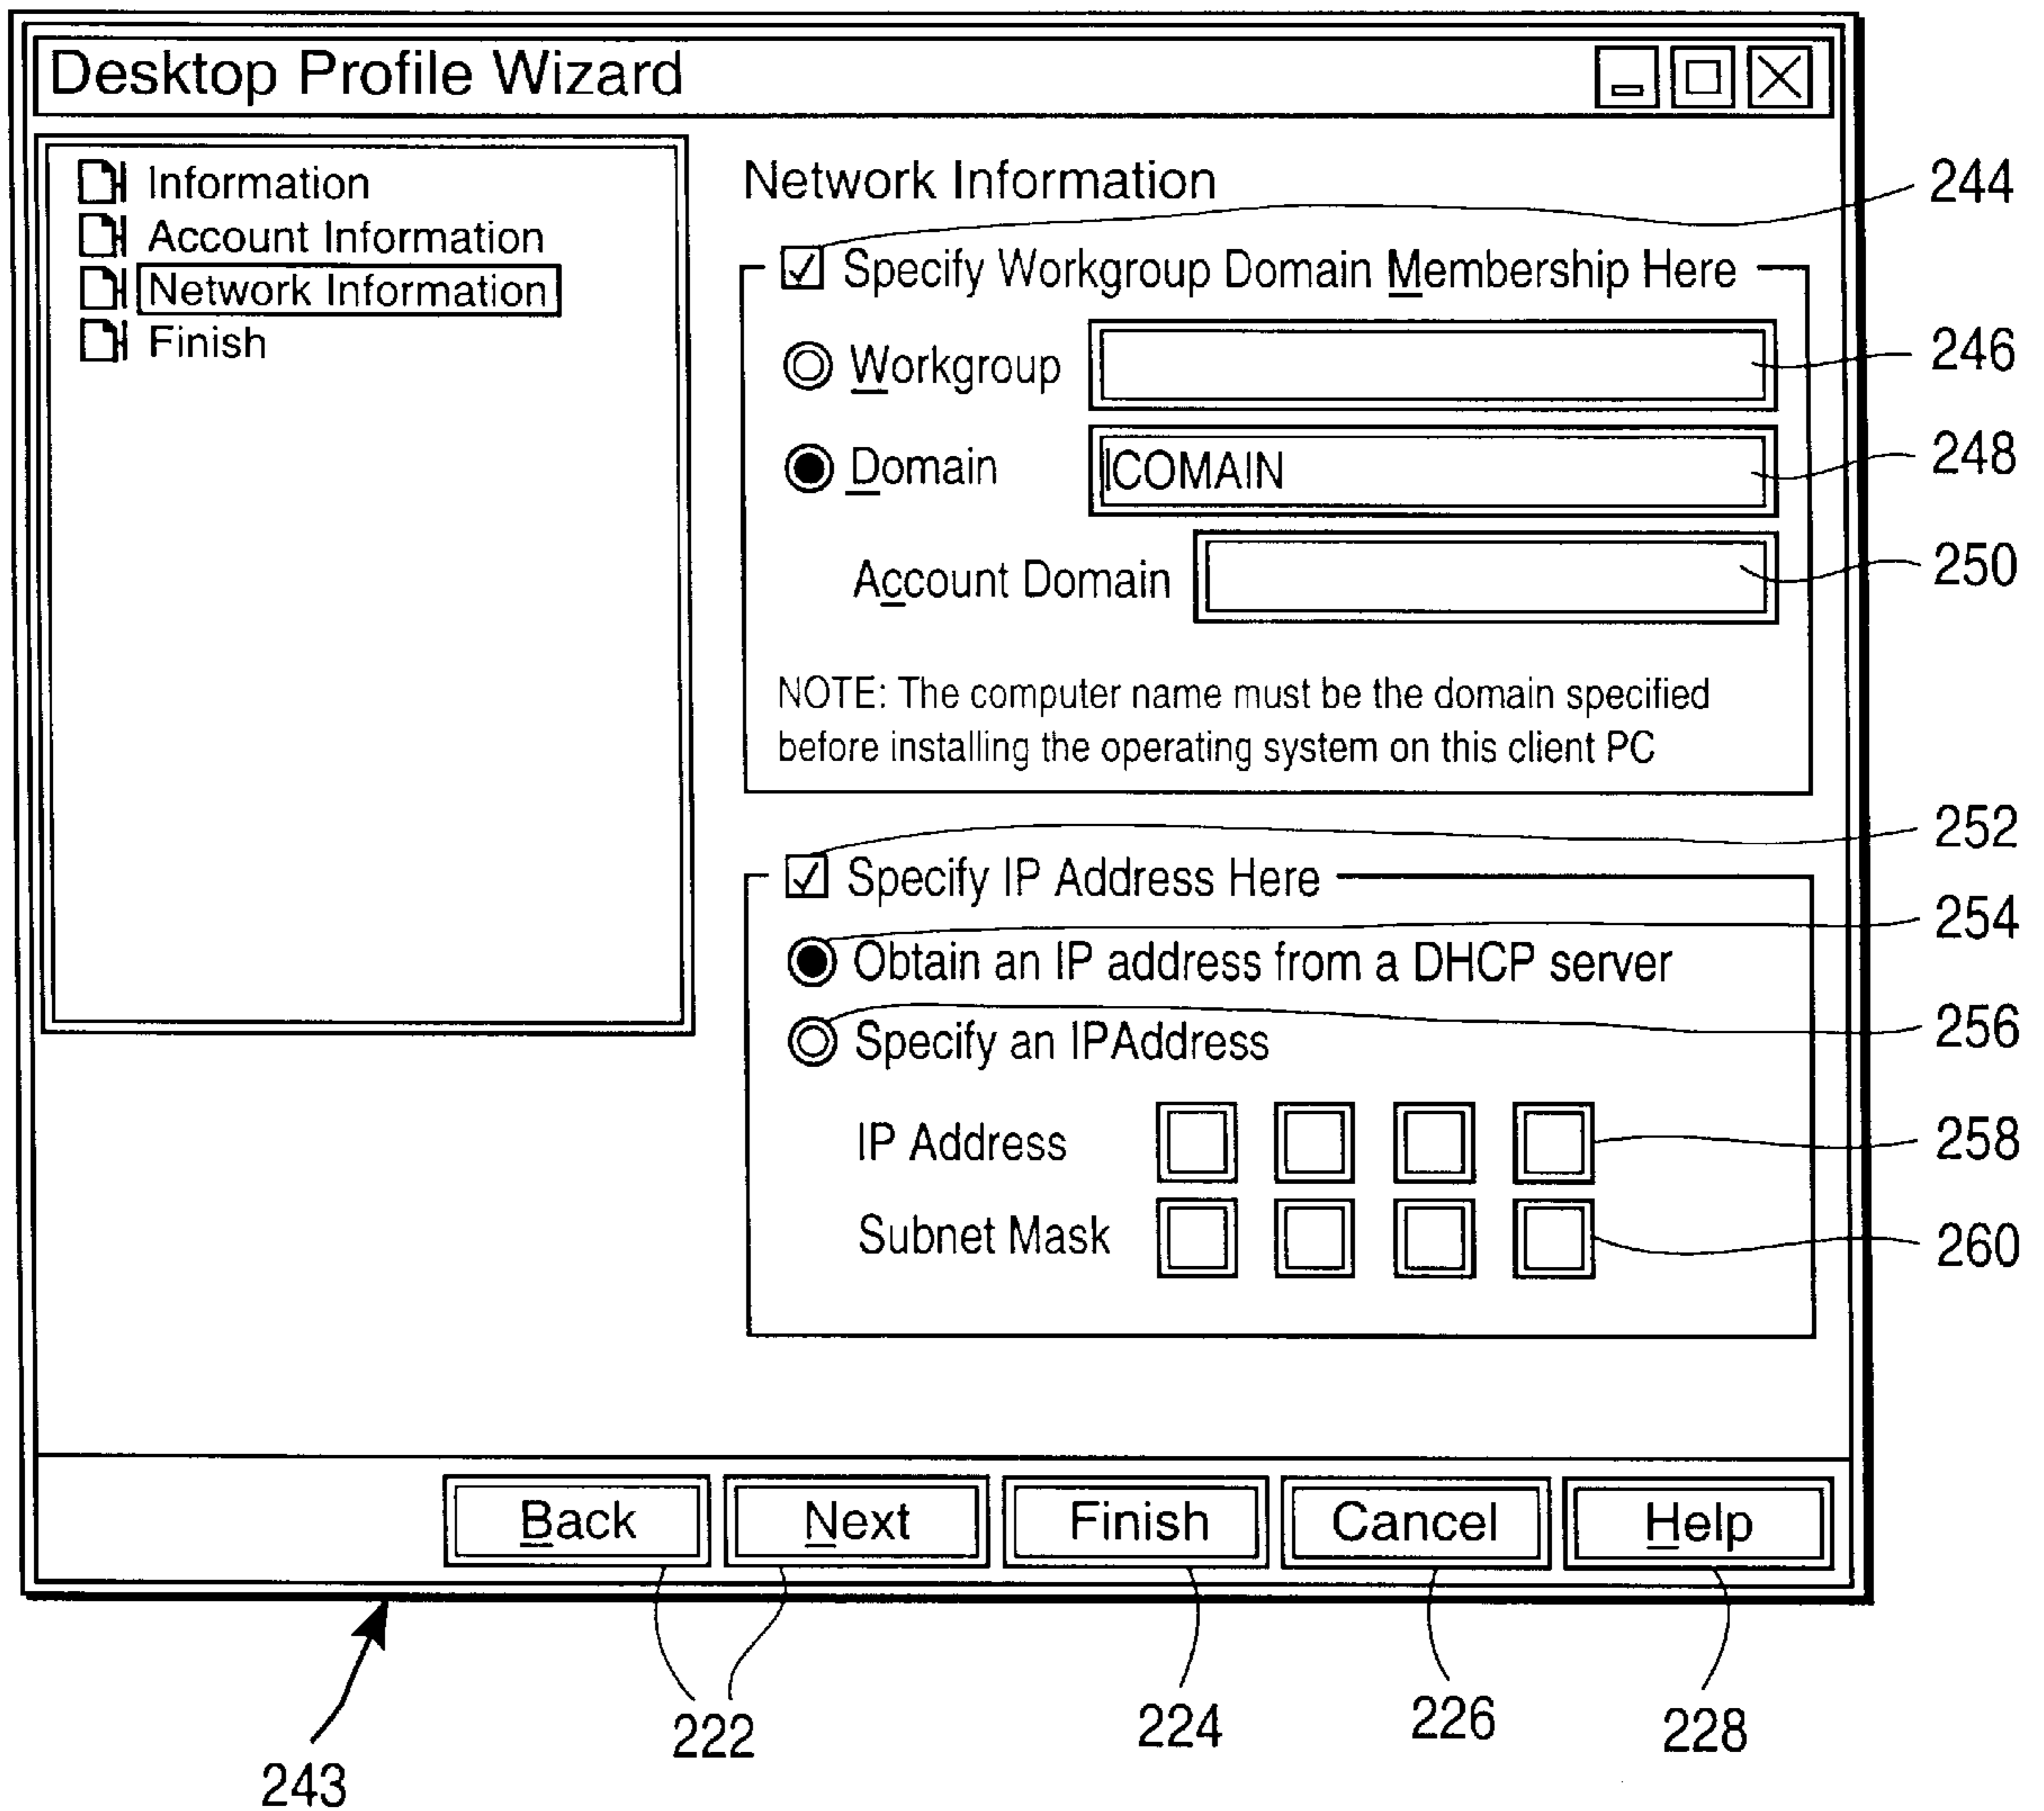 Desktop Profile Wizard
Information
Account Information
Network Information
Finish
Network Information
244
Specify Workgroup Domain Membership Here
Workgroup
246
Domain
COMAIN
248
Account Domain
250
NOTE: The computer name must be the domain specified
before installing the operating system on this client PC
252
Specify IP Address Here
254
Obtain an IP address from a DHCP server
256
Specify an IPAddress
IP Address
258
Subnet Mask
260
Back Next Finish Cancel Help
222
224
226
228
243